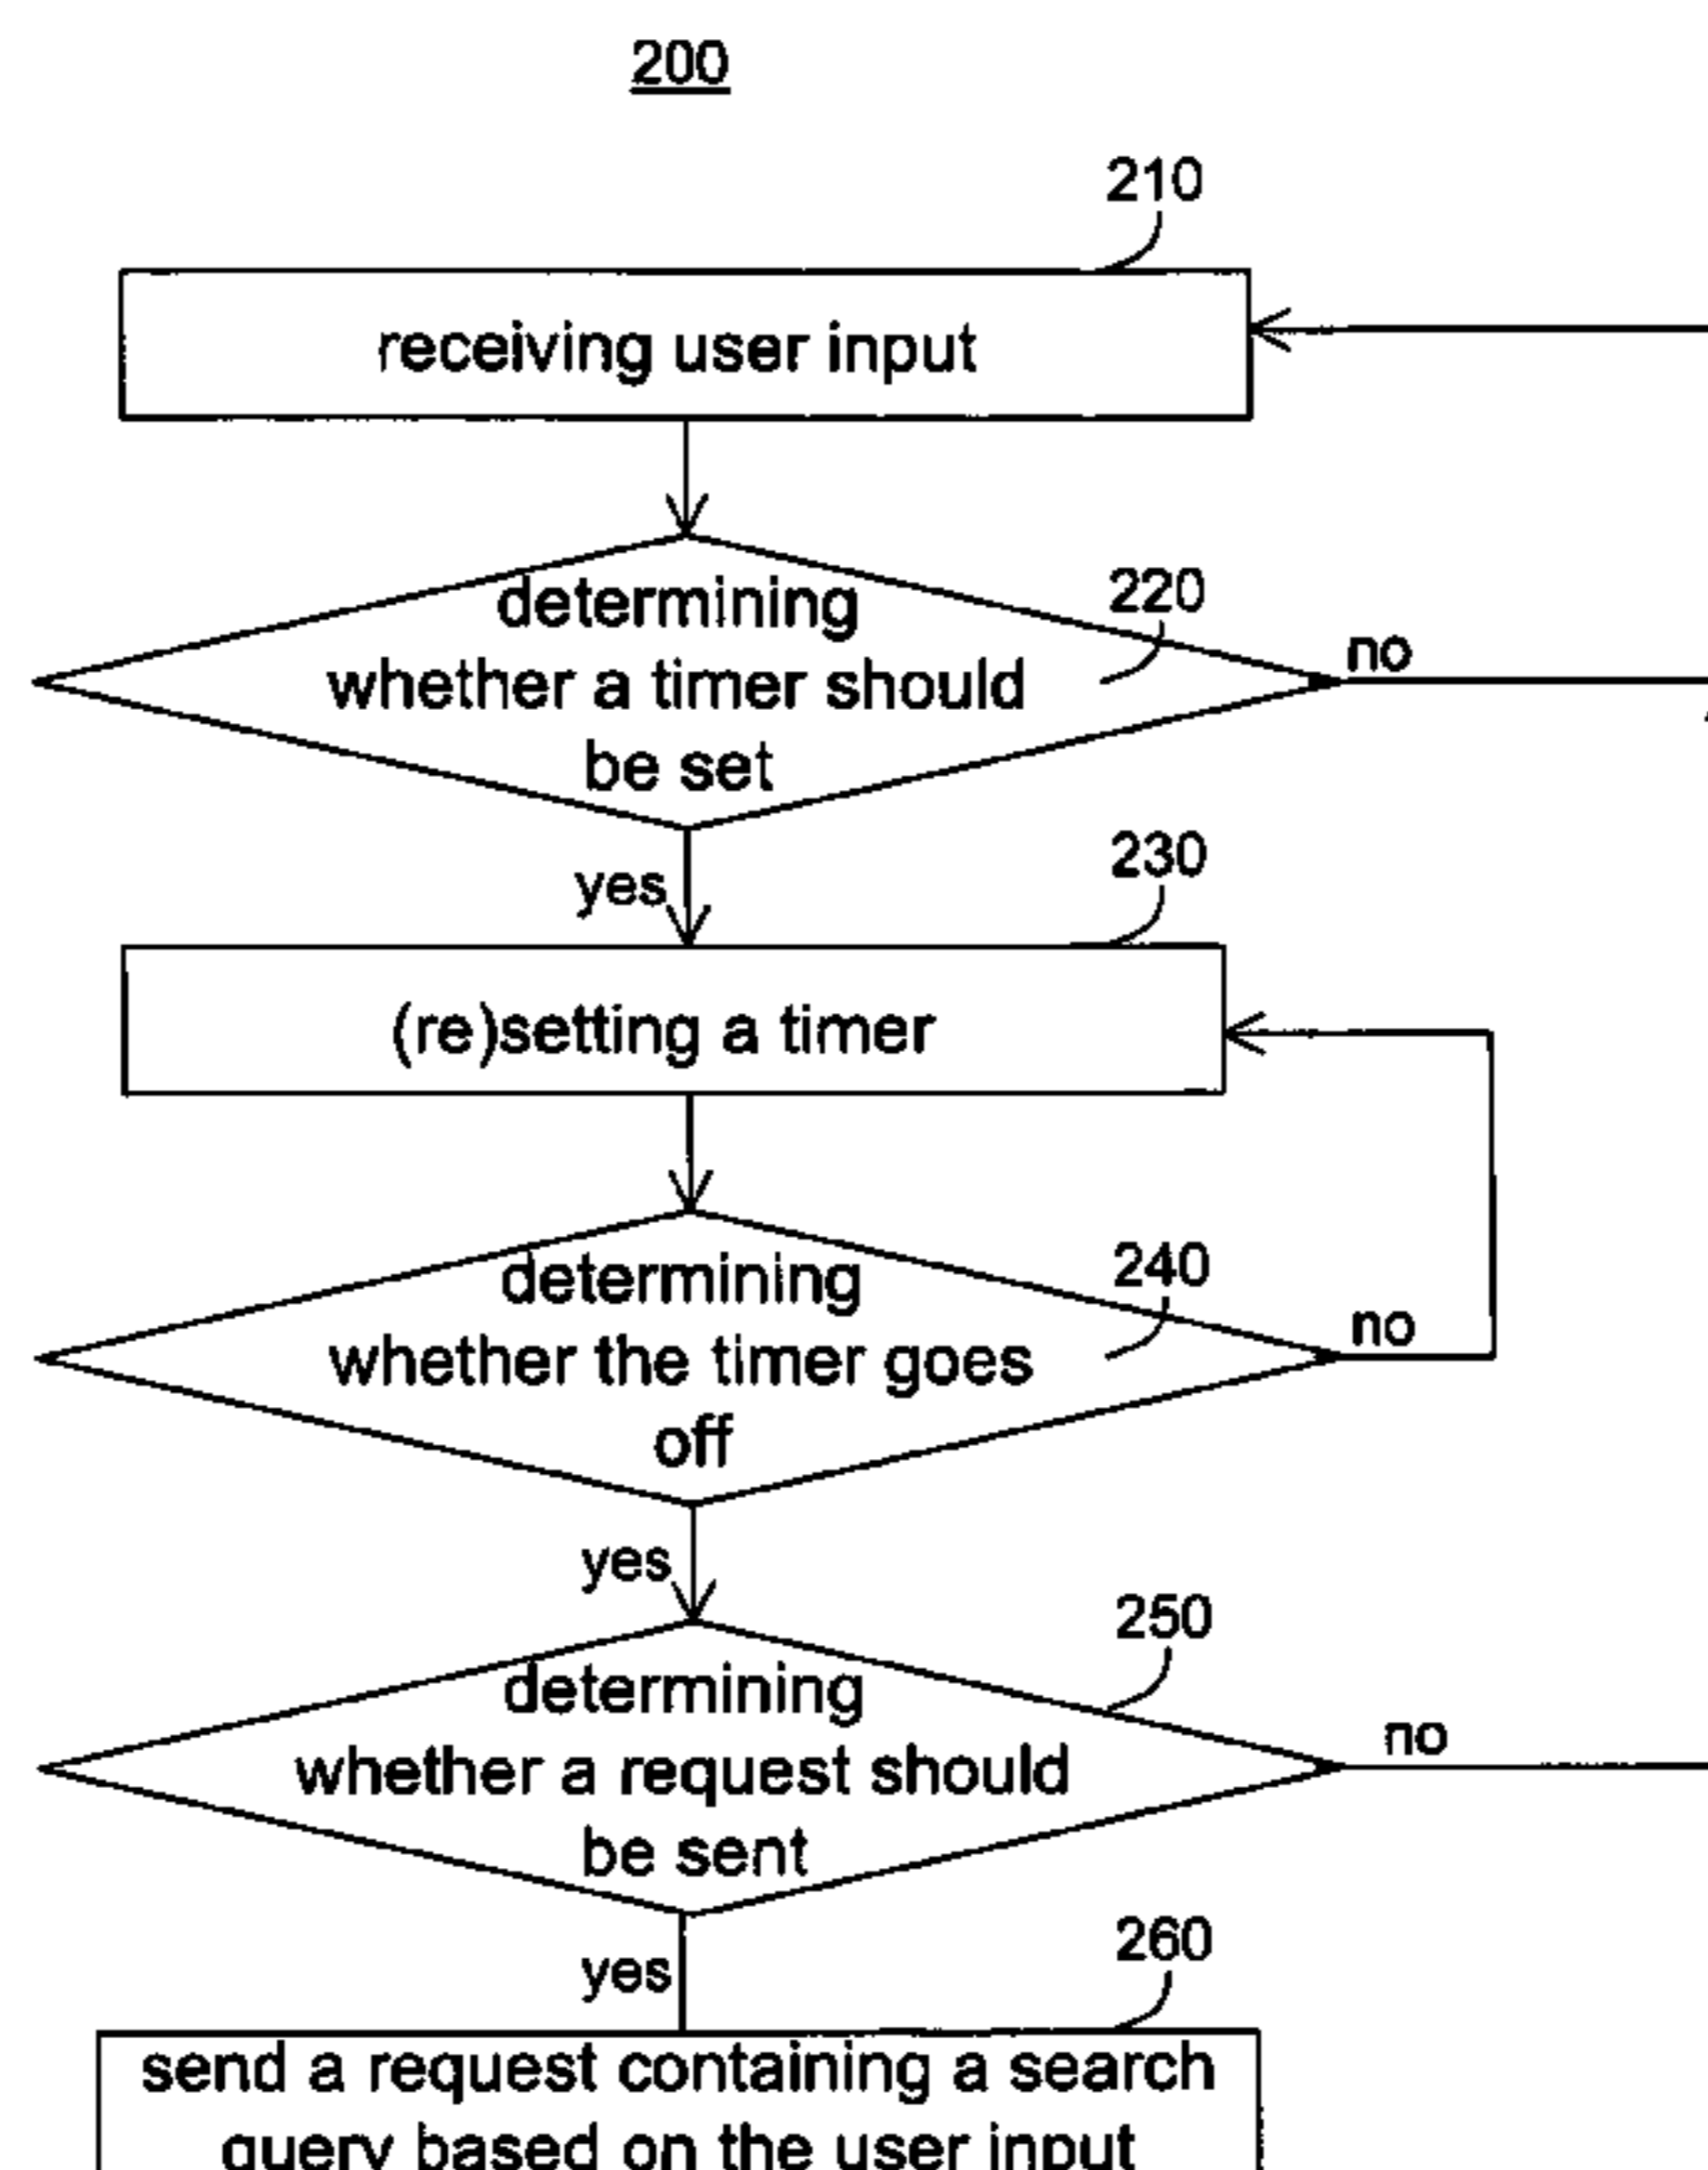 200
210
receiving user input
determining
220
whether a timer should
no
be set
yes
230
(re)setting a timer
determining
240
whether the timer goes
no
off
yes
250
determining
whether a request should
no
be sent
yes
260
send a request containing a search
query based on the user input